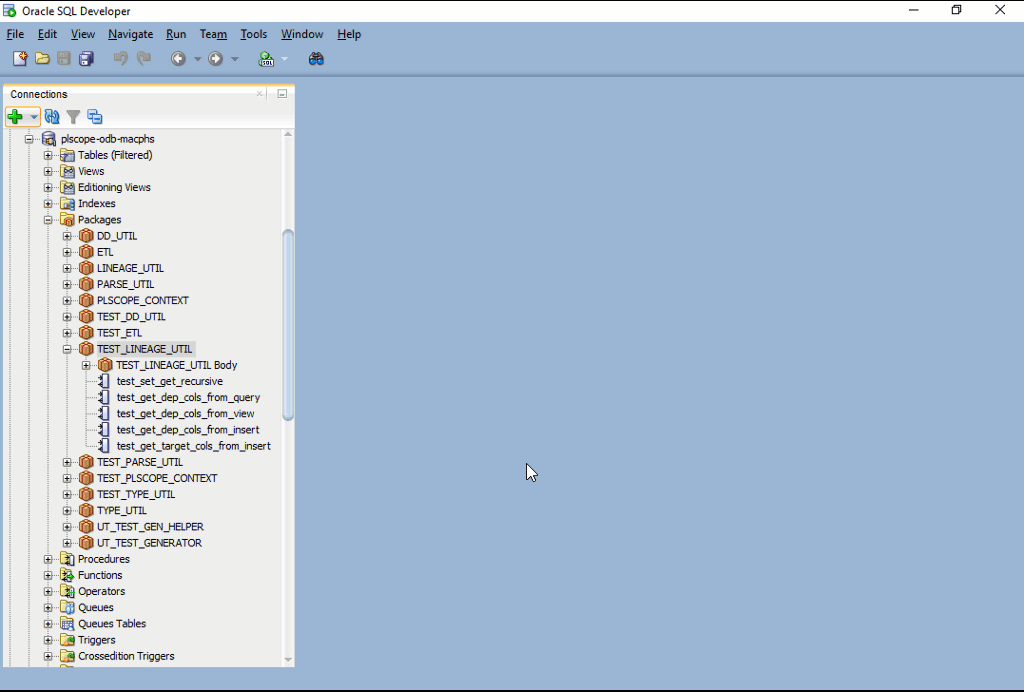 Oracle SQL Developer
File Edit View Navigate Run Team Tools Window Help
SQL
Connections
plscope-odb-macphs
Tables (Filtered)
Views
Editioning Views
Indexes
Packages
DD_UTIL
ETL
LINEAGE_UTIL
PARSE_UTIL
PLSCOPE_CONTEXT
TEST_DD_UTIL
TEST_ETL
TEST_LINEAGE_UTIL
TEST_LINEAGE_UTIL Body
test_set_get_recursive
test_get_dep_cols_from_query
test_get_dep_cols_from_view
test_get_dep_cols_from_insert
test_get_target_cols_from_insert
TEST_PARSE_UTIL
TEST_PLSCOPE_CONTEXT
TEST_TYPE_UTIL
TYPE_UTIL
UT_TEST_GEN_HELPER
UT_TEST_GENERATOR
Procedures
Functions
Operators
Queues
Queues Tables
Triggers
Crossedition Triggers